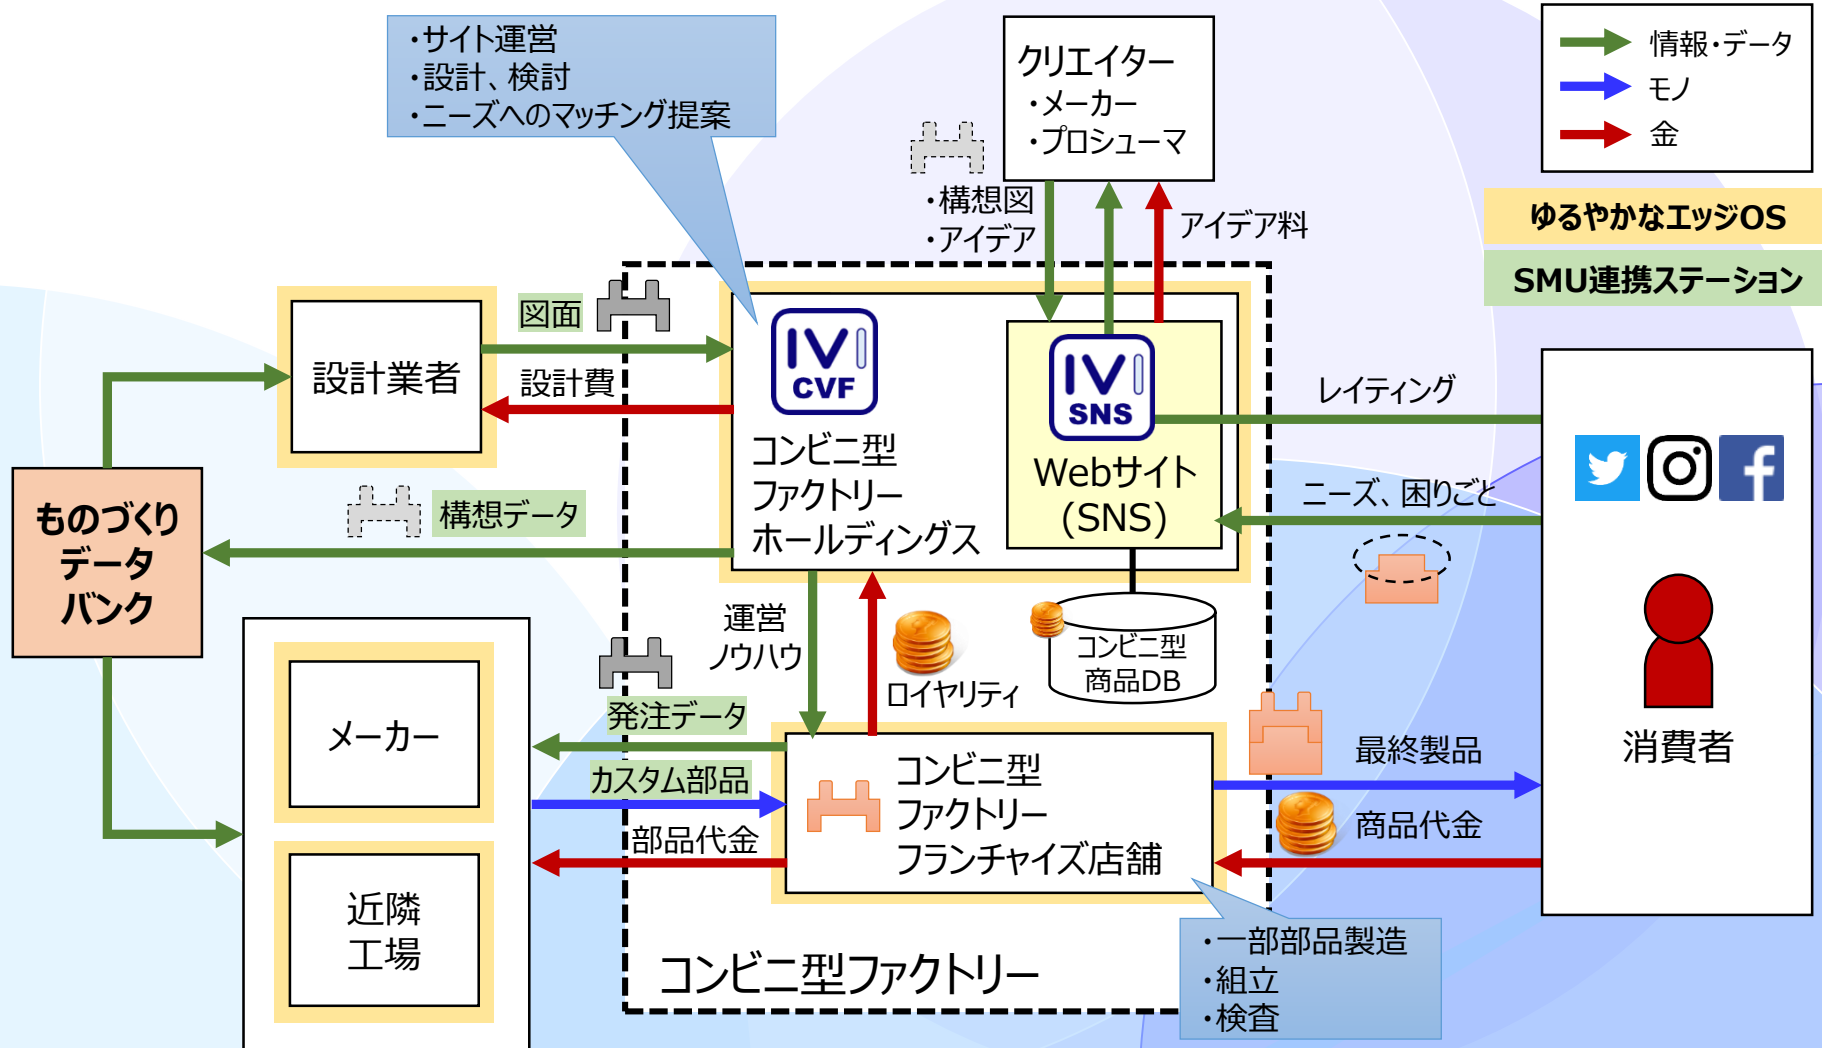 ・サイト運営
・設計、検討
・ニーズへのマッチング提案
クリエイター
・メーカー
・プロシューマ
情報・データ
モノ
金
ゆるやかなエッジOS
SMU連携ステーション
・構想図
・アイデア
アイデア料
図面
設計業者
設計費
IVI
CVF
コンビニ型
ファクトリー
ホールディングス
IVI
SNS
Webサイト
(SNS)
レイティング
ニーズ、困りごと
ものづくり
データ
バンク
構想データ
運営
ノウハウ
ロイヤリティ
コンビニ型
商品DB
消費者
メーカー
近隣
工場
発注データ
カスタム部品
部品代金
コンビニ型
ファクトリー
フランチャイズ店舗
最終製品
商品代金
コンビニ型ファクトリー
・一部部品製造
・組立
・検査